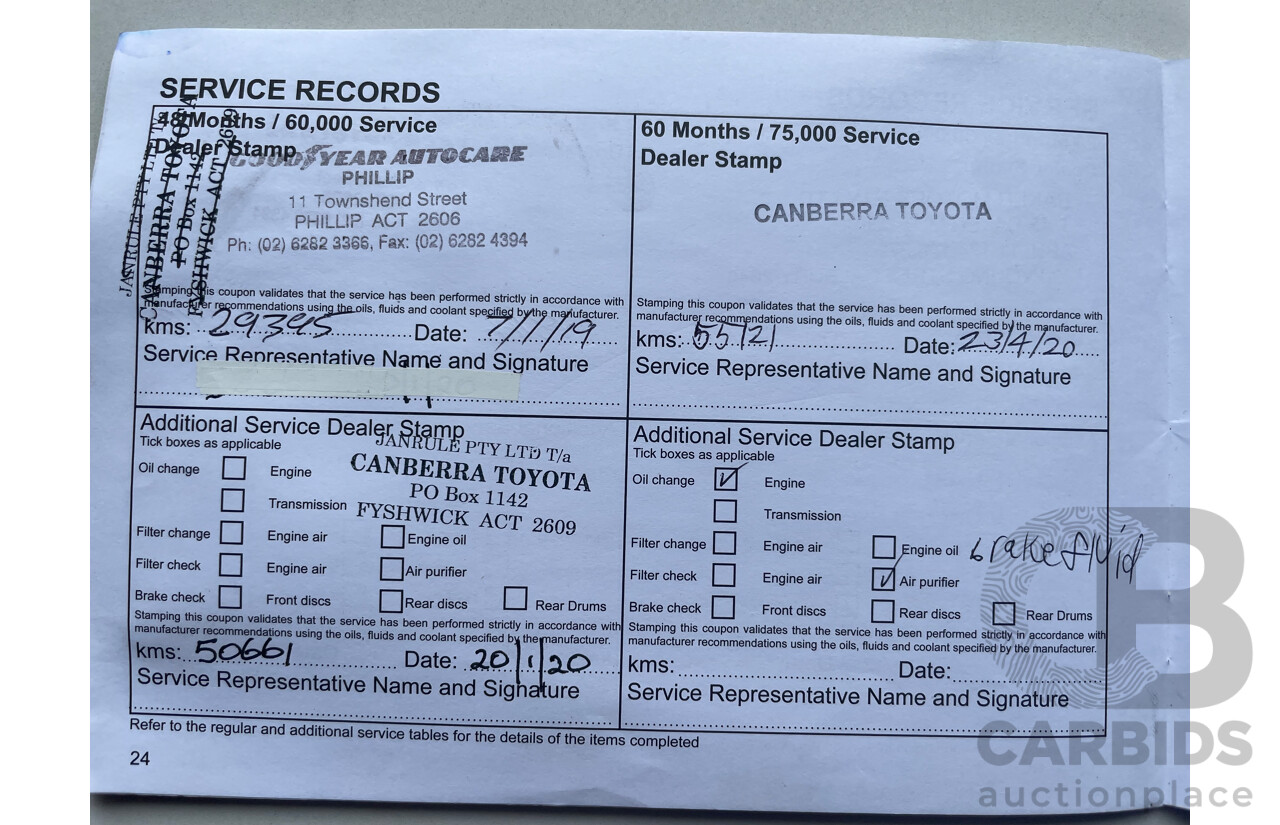 SERVICE RECORDS
48 Months / 60,000 Service
Dealer Stamp
GOODYEAR AUTOCARE
PHILLIP
11 Townshend Street
PHILLIP ACT 2606
Ph: (02) 6282 3366, Fax: (02) 6282 4394
JANRULE PTY LTD T/a
CANBERRA TOYOTA
PO Box 1142
FYSHWICK ACT 2609
Stamping this coupon validates that the service has been performed strictly in accordance with
manufacturer recommendations using the oils, fluids and coolant specified by the manufacturer.
kms: 29395 Date: 7/1/19
Service Representative Name and Signature
60 Months / 75,000 Service
Dealer Stamp
CANBERRA TOYOTA
Stamping this coupon validates that the service has been performed strictly in accordance with
manufacturer recommendations using the oils, fluids and coolant specified by the manufacturer.
kms: 55121 Date: 23/4/20
Service Representative Name and Signature
Additional Service Dealer Stamp
Tick boxes as applicable
JANRULE PTY LTD T/a
CANBERRA TOYOTA
PO Box 1142
FYSHWICK ACT 2609
Oil change Engine
Transmission
Filter change Engine air Engine oil
Filter check Engine air Air purifier
Brake check Front discs Rear discs Rear Drums
Stamping this coupon validates that the service has been performed strictly in accordance with
manufacturer recommendations using the oils, fluids and coolant specified by the manufacturer.
kms: 50661 Date: 20/1/20
Service Representative Name and Signature
Additional Service Dealer Stamp
Tick boxes as applicable
Oil change Engine
Transmission
Filter change Engine air Engine oil brake fluid
Filter check Engine air Air purifier
Brake check Front discs Rear discs Rear Drums
Stamping this coupon validates that the service has been performed strictly in accordance with
manufacturer recommendations using the oils, fluids and coolant specified by the manufacturer.
kms: Date:
Service Representative Name and Signature
Refer to the regular and additional service tables for the details of the items completed
24
CARBIDS
auctionplace